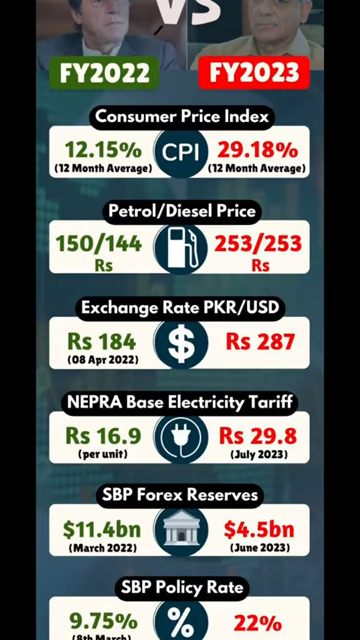 VS
FY2022 FY2023
Consumer Price Index
12.15% CPI 29.18%
(12 Month Average) (12 Month Average)
Petrol/Diesel Price
150/144 253/253
Rs Rs
Exchange Rate PKR/USD
Rs 184 $ Rs 287
(08 Apr 2022)
NEPRA Base Electricity Tariff
Rs 16.9 Rs 29.8
(per unit) (July 2023)
SBP Forex Reserves
$11.4bn $4.5bn
(March 2022) (June 2023)
SBP Policy Rate
9.75% % 22%
(8th March)